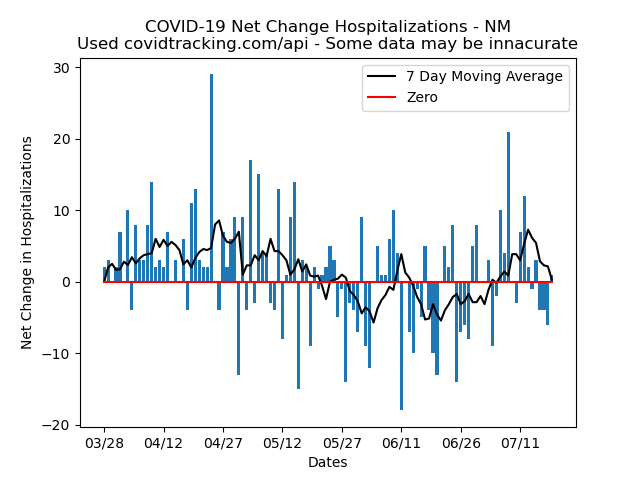 COVID-19 Net Change Hospitalizations - NM
Used covidtracking.com/api - Some data may be innacurate
7 Day Moving Average
Zero
Net Change in Hospitalizations
30
20
10
0
−10
−20
03/28 04/12 04/27 05/12 05/27 06/11 06/26 07/11
Dates